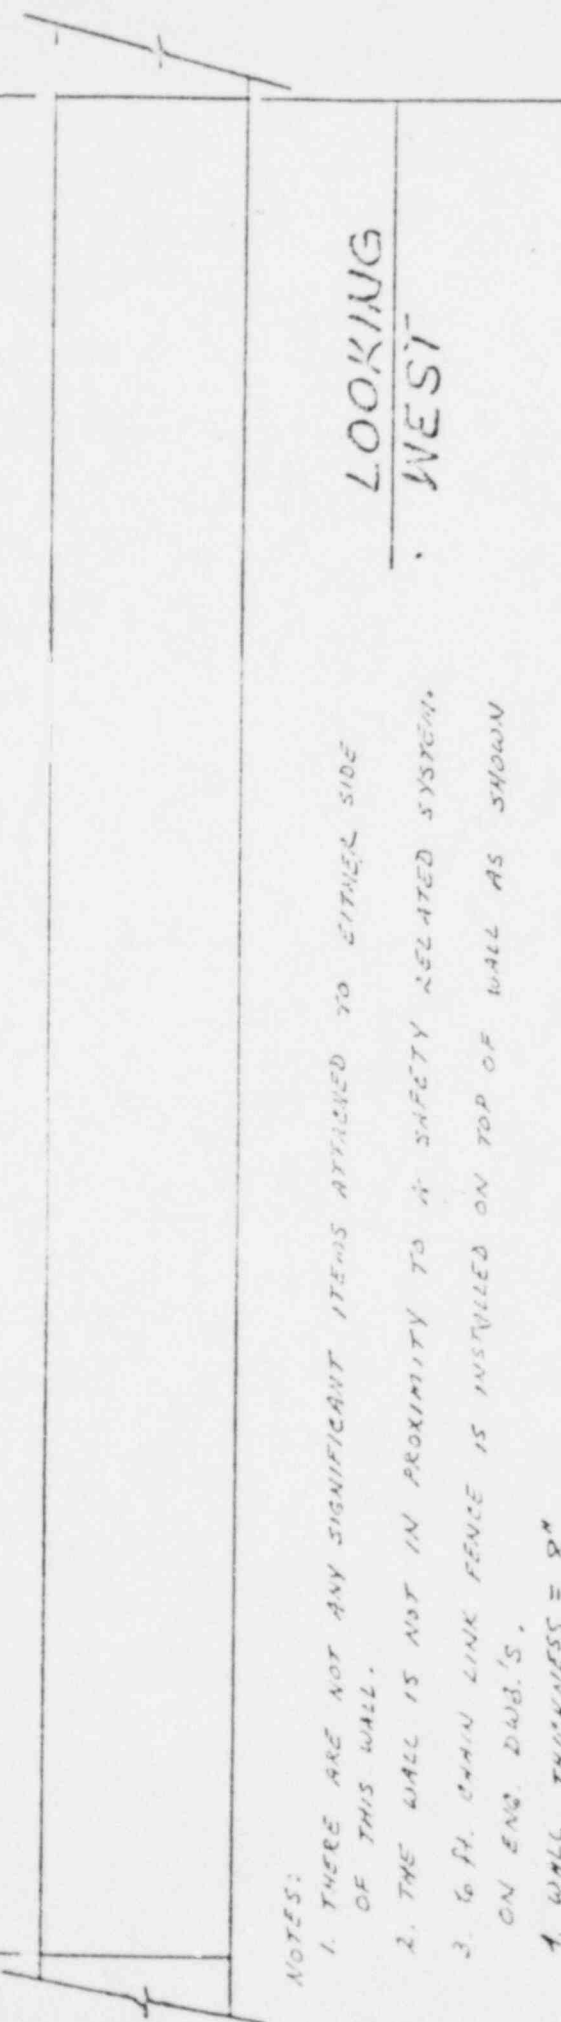 LOOKING
WEST
NOTES:
1. THERE ARE NOT ANY SIGNIFICANT ITEMS ATTACHED TO EITHER SIDE
OF THIS WALL.
2. THE WALL IS NOT IN PROXIMITY TO A SAFETY RELATED SYSTEM.
3. 6 ft. CHAIN LINK FENCE IS INSTALLED ON TOP OF WALL AS SHOWN
ON ENG. DWG.'S.
4. WALL THICKNESS = 8"